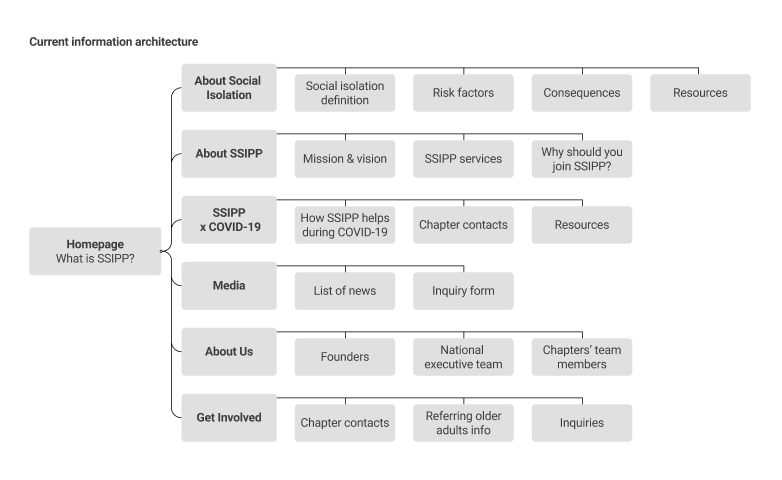 Current information architecture
About Social
Isolation
Social isolation
definition
Risk factors
Consequences
Resources
About SSIPP
Mission & vision
SSIPP services
Why should you
join SSIPP?
SSIPP
x COVID-19
How SSIPP helps
during COVID-19
Chapter contacts
Resources
Homepage
What is SSIPP?
Media
List of news
Inquiry form
About Us
Founders
National
executive team
Chapters’ team
members
Get Involved
Chapter contacts
Referring older
adults info
Inquiries